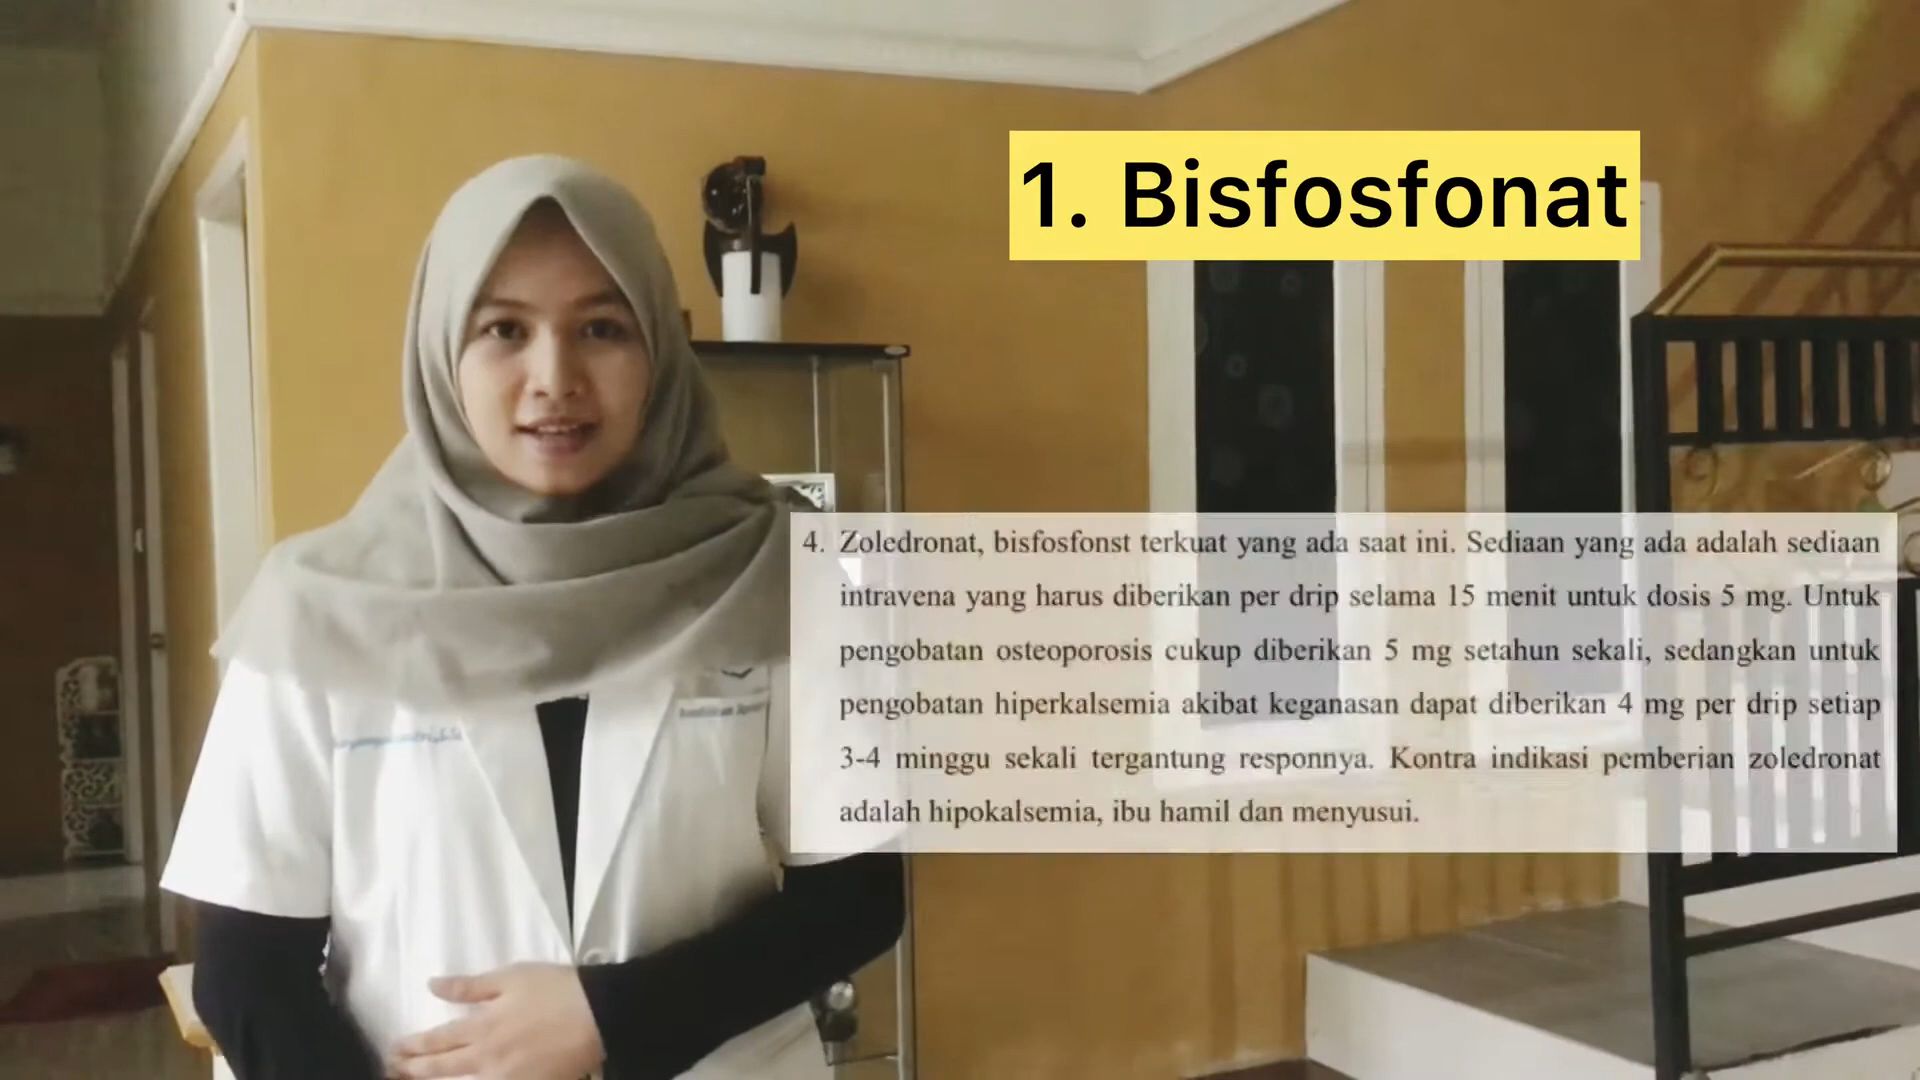 1. Bisfosfonat
4. Zoledronat, bisfosfonst terkuat yang ada saat ini. Sediaan yang ada adalah sediaan
intravena yang harus diberikan per drip selama 15 menit untuk dosis 5 mg. Untuk
pengobatan osteoporosis cukup diberikan 5 mg setahun sekali, sedangkan untuk
pengobatan hiperkalsemia akibat keganasan dapat diberikan 4 mg per drip setiap
3-4 minggu sekali tergantung responnya. Kontra indikasi pemberian zoledronat
adalah hipokalsemia, ibu hamil dan menyusui.